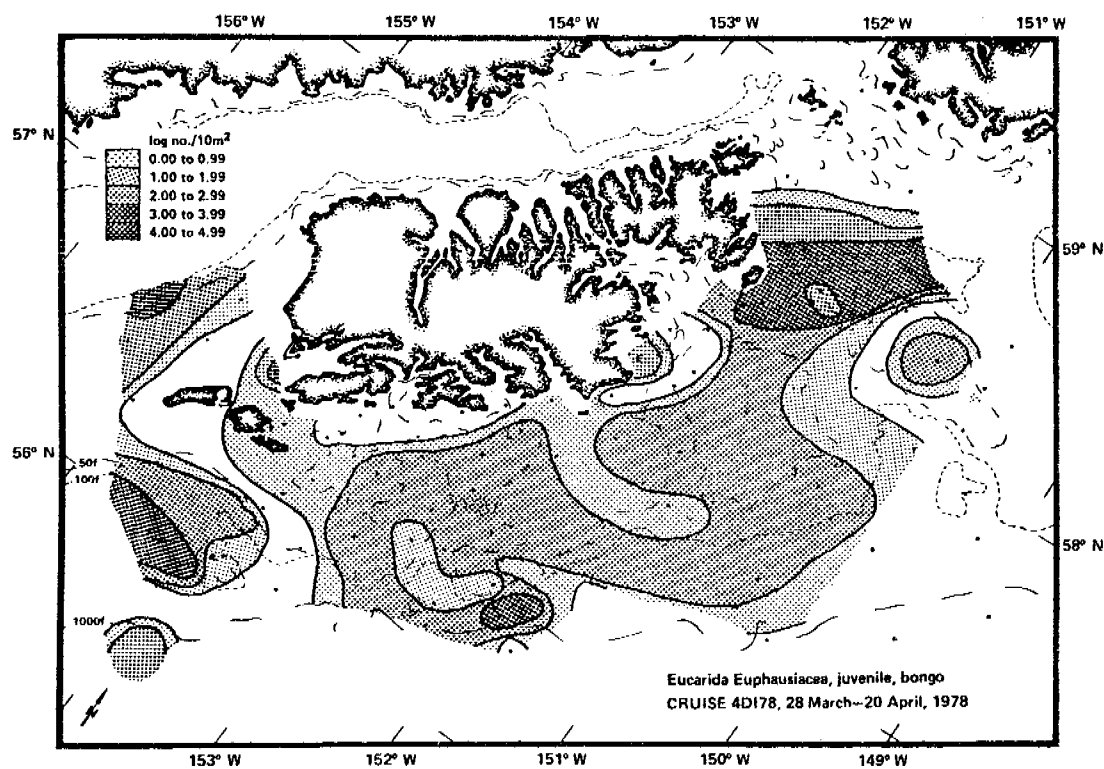 156° W 155° W 154° W 153° W 152° W 151° W
57° N
log no./10m²
0.00 to 0.99
1.00 to 1.99
2.00 to 2.99
3.00 to 3.99
4.00 to 4.99
59° N
56° N
50f
100f
58° N
1000f
N
Eucarida Euphausiacea, juvenile, bongo
CRUISE 4DI78, 28 March–20 April, 1978
153° W 152° W 151° W 150° W 149° W